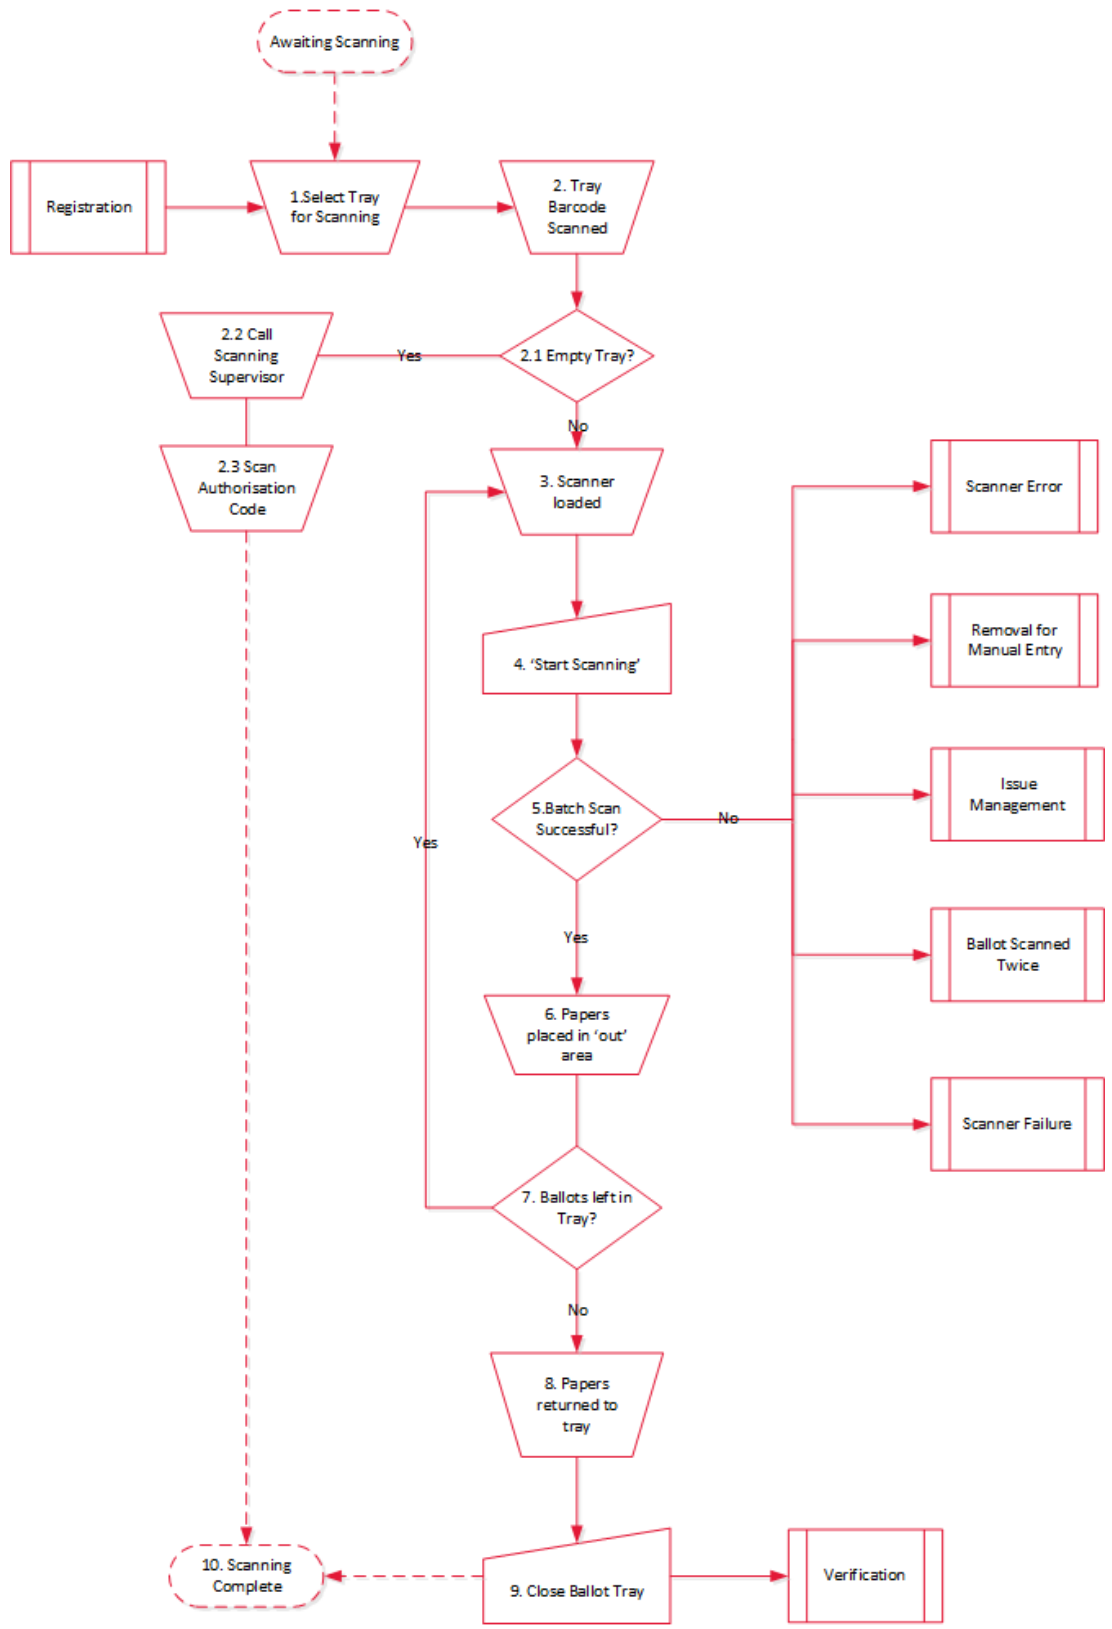 Awaiting Scanning
Registration
1.Select Tray
for Scanning
2. Tray
Barcode
Scanned
2.2 Call
Scanning
Supervisor
Yes
2.1 Empty Tray?
No
2.3 Scan
Authorisation
Code
3. Scanner
loaded
Scanner Error
Removal for
Manual Entry
4. ‘Start Scanning’
Issue
Management
5.Batch Scan
Successful?
No
Yes
Yes
Ballot Scanned
Twice
6. Papers
placed in ‘out’
area
Scanner Failure
7. Ballots left in
Tray?
No
8. Papers
returned to
tray
10. Scanning
Complete
9. Close Ballot Tray
Verification